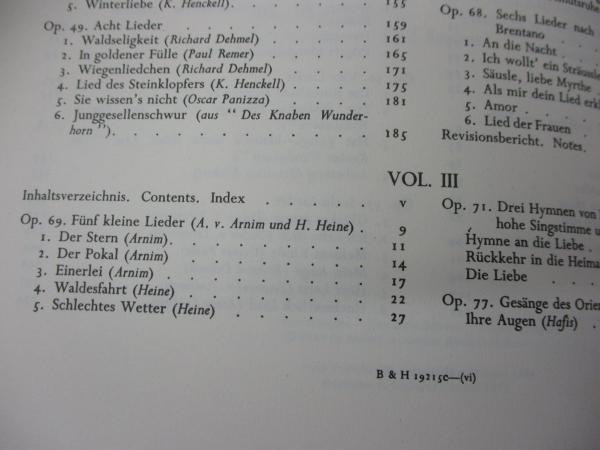 5. Winterliebe (K. Henckell) . . . . . 155
Op. 49. Acht Lieder . . . . . 159
1. Waldseligkeit (Richard Dehmel) . . . . 161
2. In goldener Fülle (Paul Remer) . . . . 165
3. Wiegenliedchen (Richard Dehmel) . . . . 171
4. Lied des Steinklopfers (K. Henckell) . . . 175
5. Sie wissen's nicht (Oscar Panizza) . . . 181
6. Junggesellenschwur (aus " Des Knaben Wunder-
horn "). . . . . . . 185
Op. 68. Sechs Lieder nach
Brentano
1. An die Nacht
2. Ich wollt' ein Sträussle
3. Säusle, liebe Myrthe
4. Als mir dein Lied
5. Amor
6. Lied der Frauen
Revisionsbericht. Notes.
VOL. III
Inhaltsverzeichnis. Contents. Index . . . . . v
Op. 69. Fünf kleine Lieder (A. v. Arnim und H. Heine) . 9
1. Der Stern (Arnim). . . . . . 11
2. Der Pokal (Arnim) . . . . . . 14
3. Einerlei (Arnim) . . . . . . 17
4. Waldesfahrt (Heine) . . . . . . 22
5. Schlechtes Wetter (Heine) . . . . . 27
Op. 71. Drei Hymnen von
hohe Singstimme u
Hymne an die Liebe
Rückkehr in die Heima
Die Liebe .
Op. 77. Gesänge des Orie
Ihre Augen (Hafis) .
B & H 19215c—(vi)